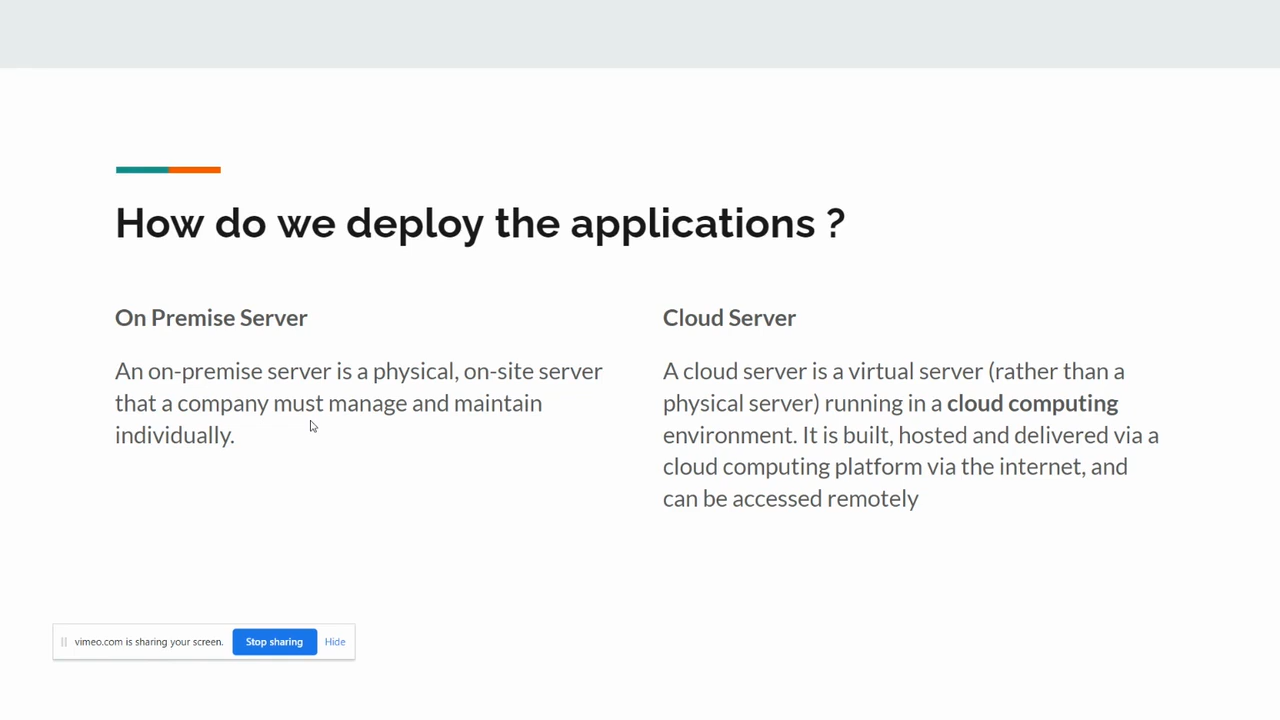 How do we deploy the applications ?
On Premise Server
An on-premise server is a physical, on-site server
that a company must manage and maintain
individually.
Cloud Server
A cloud server is a virtual server (rather than a
physical server) running in a cloud computing
environment. It is built, hosted and delivered via a
cloud computing platform via the internet, and
can be accessed remotely
vimeo.com is sharing your screen. Stop sharing Hide